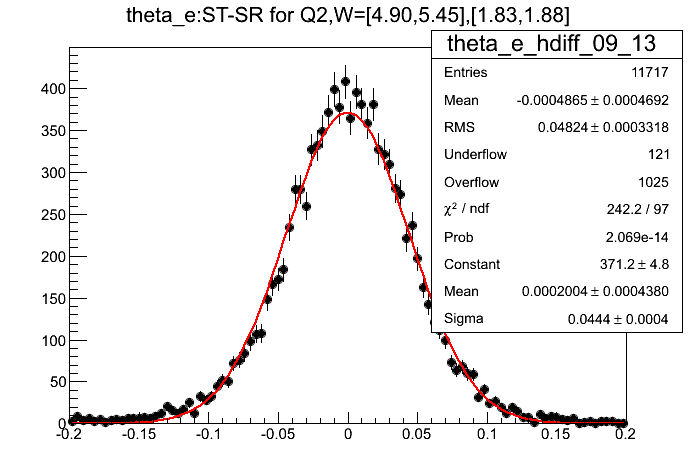 theta_e:ST-SR for Q2,W=[4.90,5.45],[1.83,1.88]
theta_e_hdiff_09_13
Entries 11717
Mean -0.0004865 ± 0.0004692
RMS 0.04824 ± 0.0003318
Underflow 121
Overflow 1025
χ² / ndf 242.2 / 97
Prob 2.069e-14
Constant 371.2 ± 4.8
Mean 0.0002004 ± 0.0004380
Sigma 0.0444 ± 0.0004
400
350
300
250
200
150
100
50
0
-0.2 -0.15 -0.1 -0.05 0 0.05 0.1 0.15 0.2